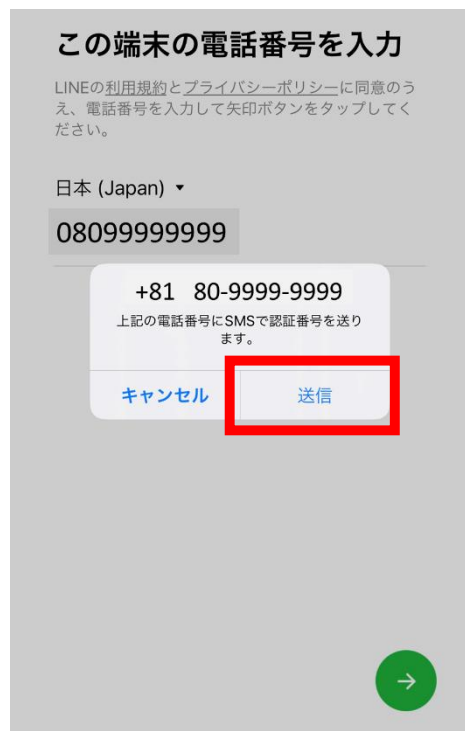 この端末の電話番号を入力
LINEの利用規約とプライバシーポリシーに同意のう
え、電話番号を入力して矢印ボタンをタップしてく
ださい。
日本 (Japan) ▼
08099999999
+81 80-9999-9999
上記の電話番号にSMSで認証番号を送り
ます。
キャンセル 送信